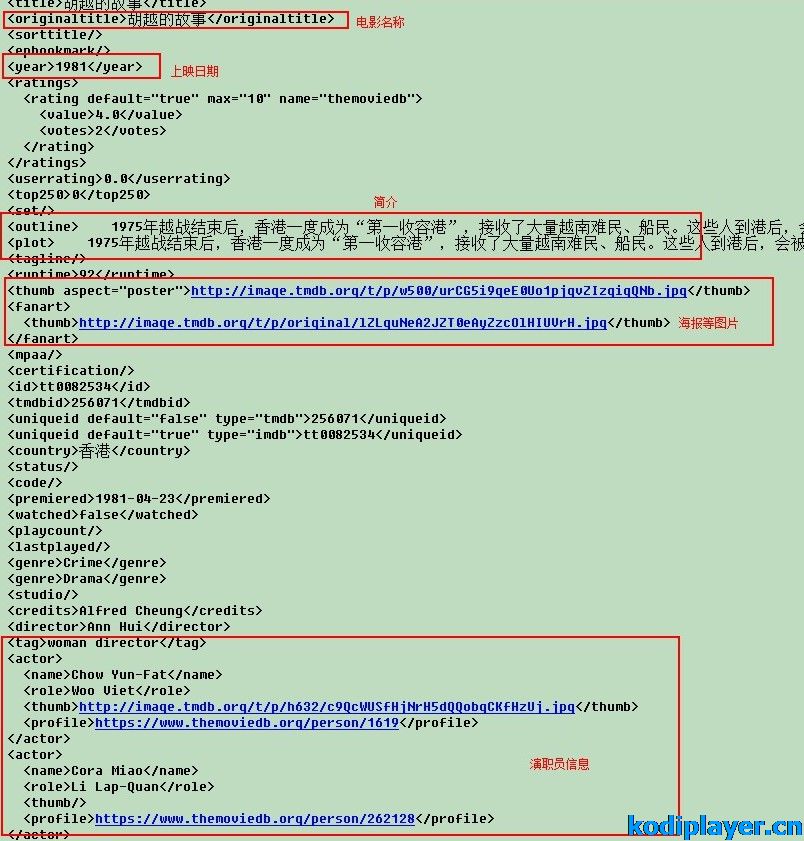 <title>胡越的故事</title>
<originaltitle>胡越的故事</originaltitle> 电影名称
<sorttitle/>
<epbookmark/>
<year>1981</year> 上映日期
<ratings>
<rating default="true" max="10" name="themoviedb">
<value>4.0</value>
<votes>2</votes>
</rating>
</ratings>
<userrating>0.0</userrating>
<top250>0</top250>
<set/> 简介
<outline> 1975年越战结束后，香港一度成为“第一收容港”，接收了大量越南难民、船民。这些人到港后，会
<plot> 1975年越战结束后，香港一度成为“第一收容港”，接收了大量越南难民、船民。这些人到港后，会被
<tagline/>
<runtime>92</runtime>
<thumb aspect="poster">http://image.tmdb.org/t/p/w500/urCG5i9qeE0Uo1pjqvZIzqiqQNb.jpg</thumb>
<fanart>
<thumb>http://image.tmdb.org/t/p/original/lZLquNeA2JZT0eAyZzcOlHIUVrH.jpg</thumb> 海报等图片
</fanart>
<mpaa/>
<certification/>
<id>tt0082534</id>
<tmdbid>256071</tmdbid>
<uniqueid default="false" type="tmdb">256071</uniqueid>
<uniqueid default="true" type="imdb">tt0082534</uniqueid>
<country>香港</country>
<status/>
<code/>
<premiered>1981-04-23</premiered>
<watched>false</watched>
<playcount/>
<lastplayed/>
<genre>Crime</genre>
<genre>Drama</genre>
<studio/>
<credits>Alfred Cheung</credits>
<director>Ann Hui</director>
<tag>woman director</tag>
<actor>
<name>Chow Yun-Fat</name>
<role>Woo Viet</role>
<thumb>http://image.tmdb.org/t/p/h632/c9QcWUSfHjNrH5dQQobqCKfHzUj.jpg</thumb>
<profile>https://www.themoviedb.org/person/1619</profile>
</actor>
<actor>
<name>Cora Miao</name> 演职员信息
<role>Li Lap-Quan</role>
<thumb/>
<profile>https://www.themoviedb.org/person/262128</profile>
</actor>
kodiplayer.cn